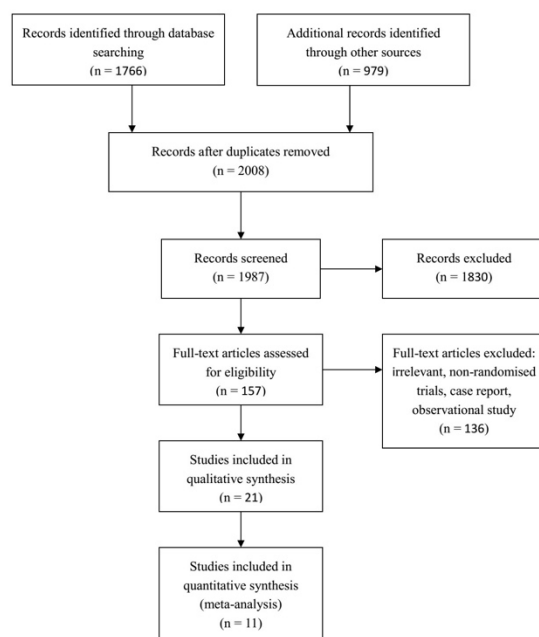 Records identified through database
searching
(n = 1766)
Additional records identified
through other sources
(n = 979)
Records after duplicates removed
(n = 2008)
Records screened
(n = 1987)
Records excluded
(n = 1830)
Full-text articles assessed
for eligibility
(n = 157)
Full-text articles excluded:
irrelevant, non-randomised
trials, case report,
observational study
(n = 136)
Studies included in
qualitative synthesis
(n = 21)
Studies included in
quantitative synthesis
(meta-analysis)
(n = 11)